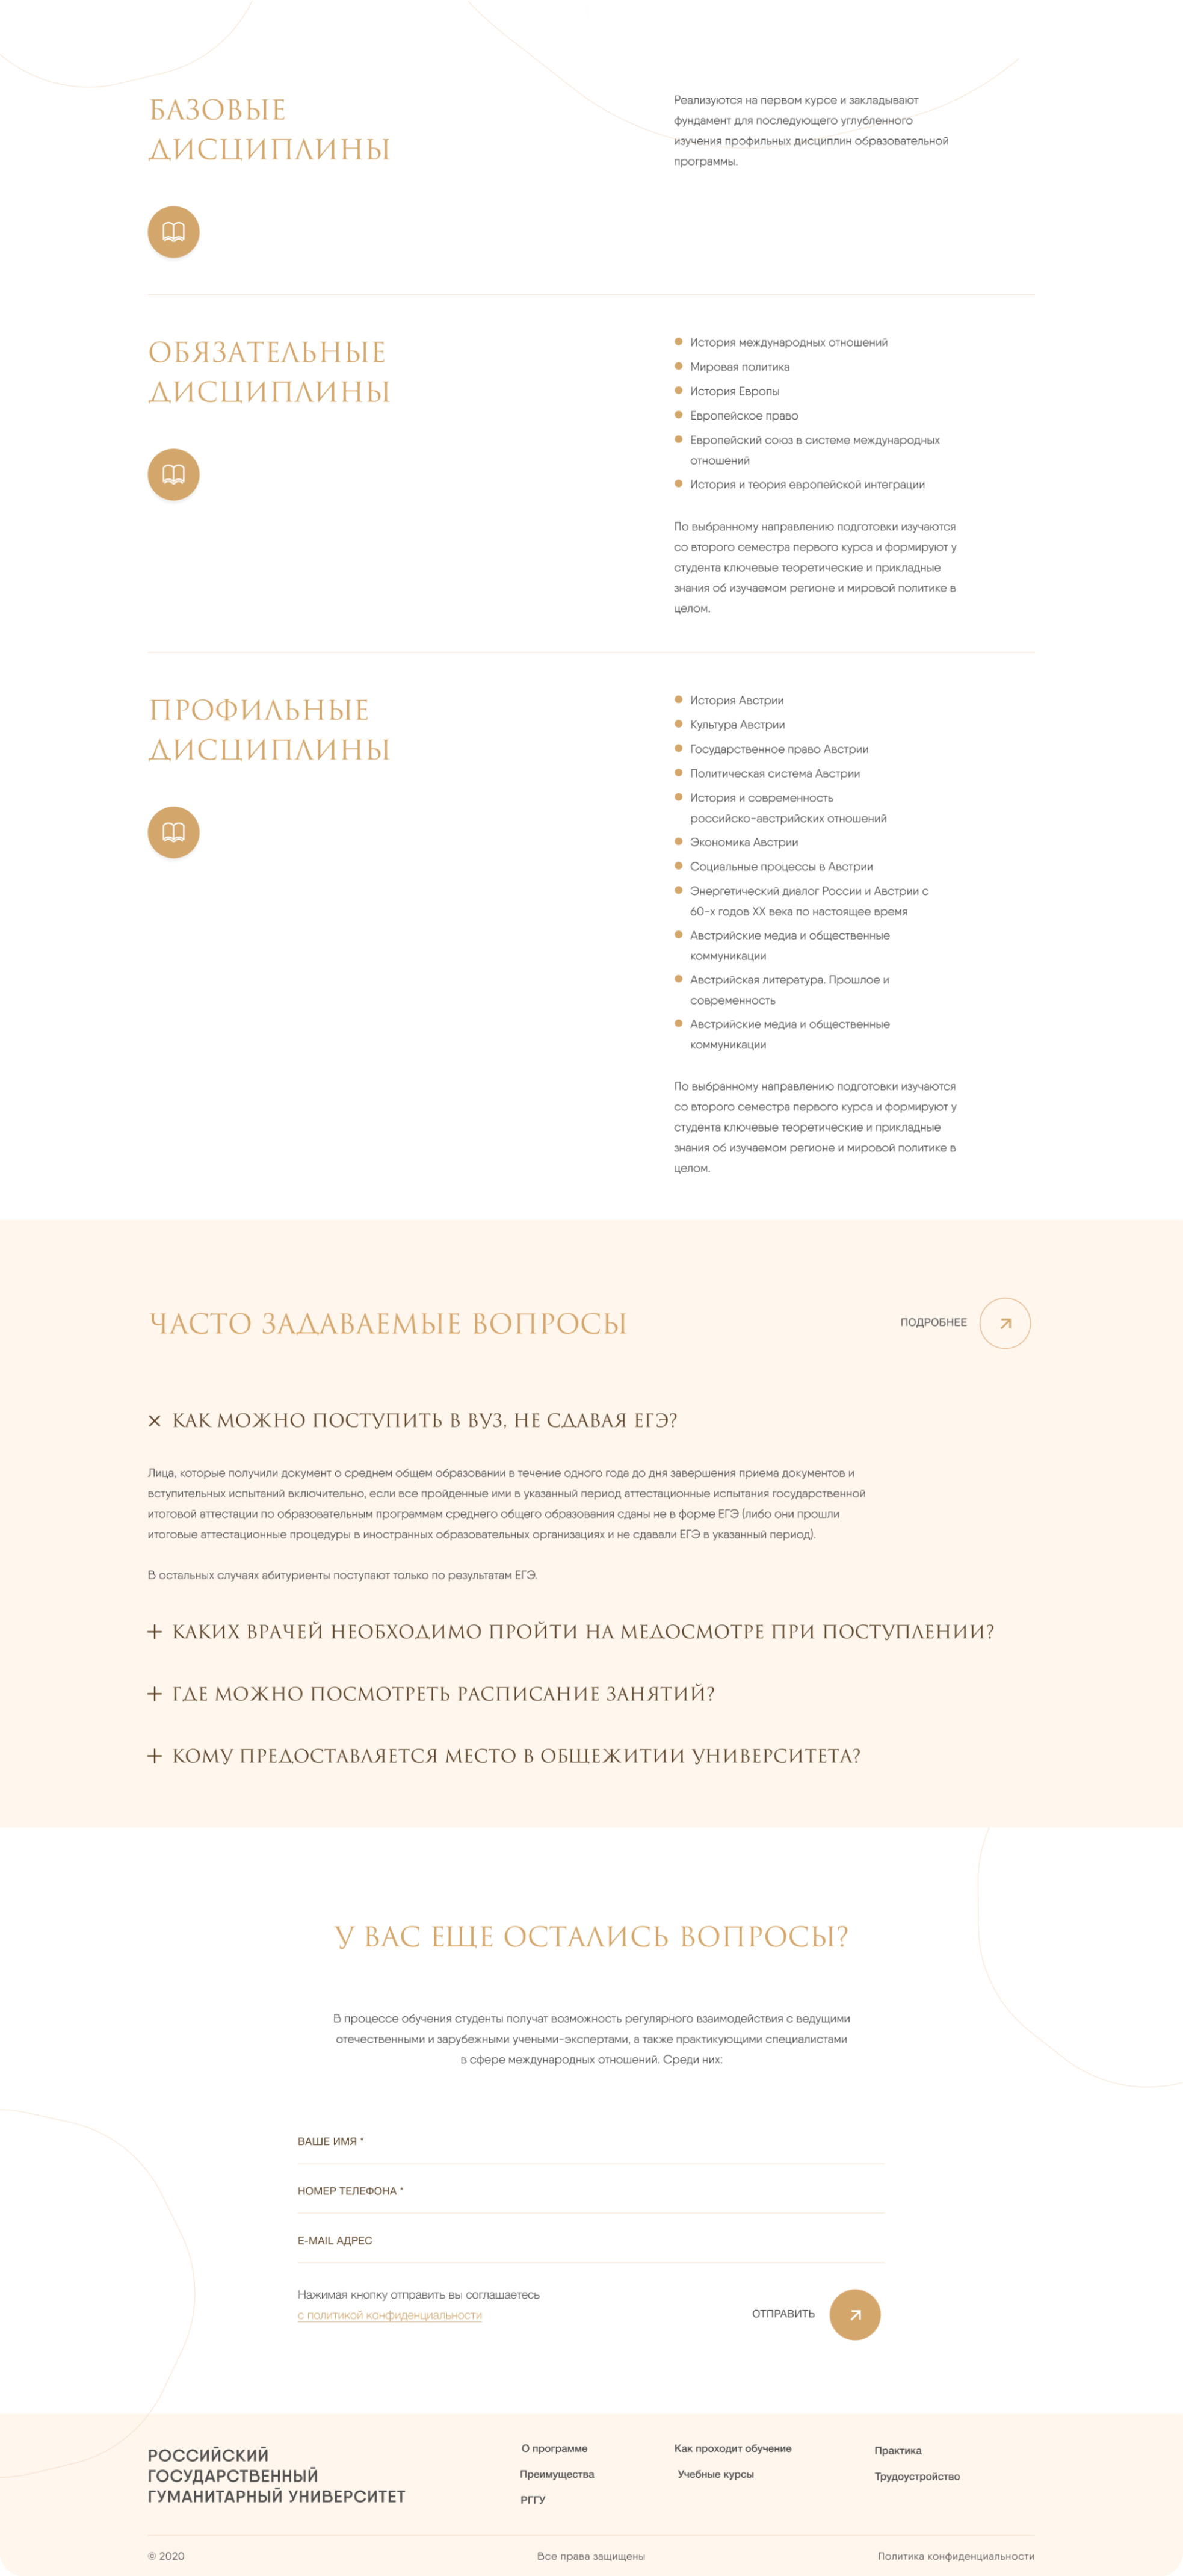 БАЗОВЫЕ
ДИСЦИПЛИНЫ
Реализуются на первом курсе и закладывают
фундамент для последующего углубленного
изучения профильных дисциплин образовательной
программы.
ОБЯЗАТЕЛЬНЫЕ
ДИСЦИПЛИНЫ
История международных отношений
Мировая политика
История Европы
Европейское право
Европейский союз в системе международных
отношений
История и теория европейской интеграции
По выбранному направлению подготовки изучаются
со второго семестра первого курса и формируют у
студента ключевые теоретические и прикладные
знания об изучаемом регионе и мировой политике в
целом.
ПРОФИЛЬНЫЕ
ДИСЦИПЛИНЫ
История Австрии
Культура Австрии
Государственное право Австрии
Политическая система Австрии
История и современность
российско-австрийских отношений
Экономика Австрии
Социальные процессы в Австрии
Энергетический диалог России и Австрии с
60-х годов XX века по настоящее время
Австрийские медиа и общественные
коммуникации
Австрийская литература. Прошлое и
современность
Австрийские медиа и общественные
коммуникации
По выбранному направлению подготовки изучаются
со второго семестра первого курса и формируют у
студента ключевые теоретические и прикладные
знания об изучаемом регионе и мировой политике в
целом.
ЧАСТО ЗАДАВАЕМЫЕ ВОПРОСЫ
ПОДРОБНЕЕ
КАК МОЖНО ПОСТУПИТЬ В ВУЗ, НЕ СДАВАЯ ЕГЭ?
Лица, которые получили документ о среднем общем образовании в течение одного года до дня завершения приема документов и
вступительных испытаний включительно, если все пройденные ими в указанный период аттестационные испытания государственной
итоговой аттестации по образовательным программам среднего общего образования сданы не в форме ЕГЭ (либо они прошли
итоговые аттестационные процедуры в иностранных образовательных организациях и не сдавали ЕГЭ в указанный период).
В остальных случаях абитуриенты поступают только по результатам ЕГЭ.
КАКИХ ВРАЧЕЙ НЕОБХОДИМО ПРОЙТИ НА МЕДОСМОТРЕ ПРИ ПОСТУПЛЕНИИ?
ГДЕ МОЖНО ПОСМОТРЕТЬ РАСПИСАНИЕ ЗАНЯТИЙ?
КОМУ ПРЕДОСТАВЛЯЕТСЯ МЕСТО В ОБЩЕЖИТИИ УНИВЕРСИТЕТА?
У ВАС ЕЩЕ ОСТАЛИСЬ ВОПРОСЫ?
В процессе обучения студенты получат возможность регулярного взаимодействия с ведущими
отечественными и зарубежными учеными-экспертами, а также практикующими специалистами
в сфере международных отношений. Среди них:
ВАШЕ ИМЯ *
НОМЕР ТЕЛЕФОНА *
E-MAIL АДРЕС
Нажимая кнопку отправить вы соглашаетесь
с политикой конфиденциальности
ОТПРАВИТЬ
РОССИЙСКИЙ
ГОСУДАРСТВЕННЫЙ
ГУМАНИТАРНЫЙ УНИВЕРСИТЕТ
О программе
Преимущества
РГГУ
Как проходит обучение
Учебные курсы
Практика
Трудоустройство
© 2020
Все права защищены
Политика конфиденциальности